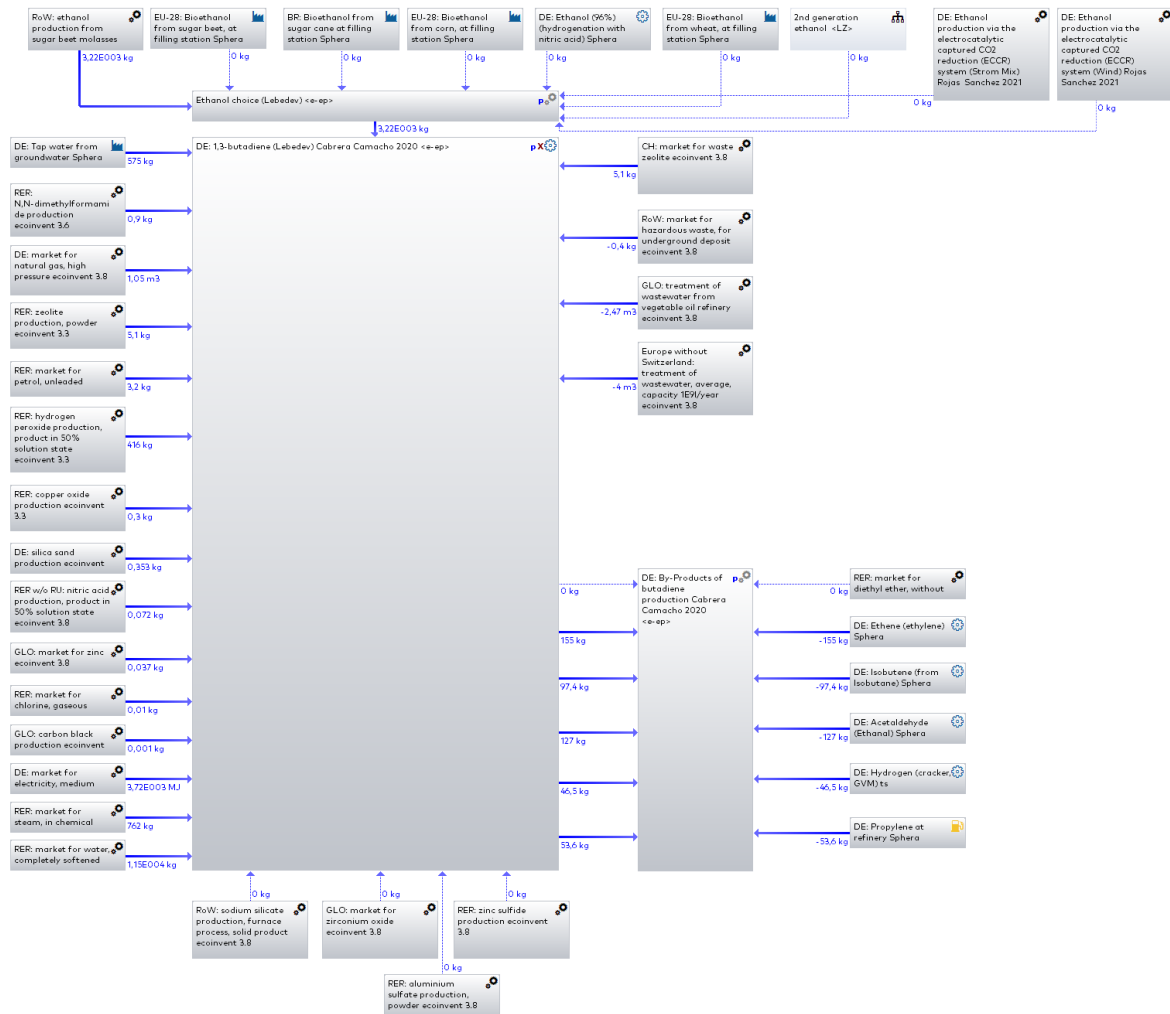 RoW: ethanol
production from
sugar beet molasses
EU-28: Bioethanol
from sugar beet, at
filling station Sphera
BR: Bioethanol from
sugar cane at filling
station Sphera
EU-28: Bioethanol
from corn, at filling
station Sphera
DE: Ethanol (96%)
(hydrogenation with
nitric acid) Sphera
EU-28: Bioethanol
from wheat, at filling
station Sphera
2nd generation
ethanol <LZ>
DE: Ethanol
production via the
electrocatalytic
captured CO2
reduction (ECCR)
system (Strom Mix)
Rojas Sanchez 2021
DE: Ethanol
production via the
electrocatalytic
captured CO2
reduction (ECCR)
system (Wind) Rojas
Sanchez 2021
3,22E003 kg
0 kg
0 kg
0 kg
0 kg
0 kg
0 kg
0 kg
0 kg
Ethanol choice (Lebedev) <e-ep>
p
3,22E003 kg
DE: 1,3-butadiene (Lebedev) Cabrera Camacho 2020 <e-ep>
p X
DE: Tap water from
groundwater Sphera
575 kg
RER:
N,N-dimethylformami
de production
ecoinvent 3.6
0,9 kg
DE: market for
natural gas, high
pressure ecoinvent 3.8
1,05 m3
RER: zeolite
production, powder
ecoinvent 3.3
5,1 kg
RER: market for
petrol, unleaded
3,2 kg
RER: hydrogen
peroxide production,
product in 50%
solution state
ecoinvent 3.3
416 kg
RER: copper oxide
production ecoinvent
3.3
0,3 kg
DE: silica sand
production ecoinvent
0,353 kg
RER w/o RU: nitric acid
production, product in
50% solution state
ecoinvent 3.8
0,072 kg
GLO: market for zinc
ecoinvent 3.8
0,037 kg
RER: market for
chlorine, gaseous
0,01 kg
GLO: carbon black
production ecoinvent
0,001 kg
DE: market for
electricity, medium
3,72E003 MJ
RER: market for
steam, in chemical
762 kg
RER: market for water,
completely softened
1,15E004 kg
CH: market for waste
zeolite ecoinvent 3.8
5,1 kg
RoW: market for
hazardous waste, for
underground deposit
ecoinvent 3.8
-0,4 kg
GLO: treatment of
wastewater from
vegetable oil refinery
ecoinvent 3.8
-2,47 m3
Europe without
Switzerland:
treatment of
wastewater, average,
capacity 1E9l/year
ecoinvent 3.8
-4 m3
DE: By-Products of
butadiene
production Cabrera
Camacho 2020
<e-ep>
p
0 kg
155 kg
97,4 kg
127 kg
46,5 kg
53,6 kg
RER: market for
diethyl ether, without
0 kg
DE: Ethene (ethylene)
Sphera
-155 kg
DE: Isobutene (from
Isobutane) Sphera
-97,4 kg
DE: Acetaldehyde
(Ethanal) Sphera
-127 kg
DE: Hydrogen (cracker,
GVM) ts
-46,5 kg
DE: Propylene at
refinery Sphera
-53,6 kg
0 kg
0 kg
0 kg
RoW: sodium silicate
production, furnace
process, solid product
ecoinvent 3.8
GLO: market for
zirconium oxide
ecoinvent 3.8
RER: zinc sulfide
production ecoinvent
3.8
0 kg
RER: aluminium
sulfate production,
powder ecoinvent 3.8